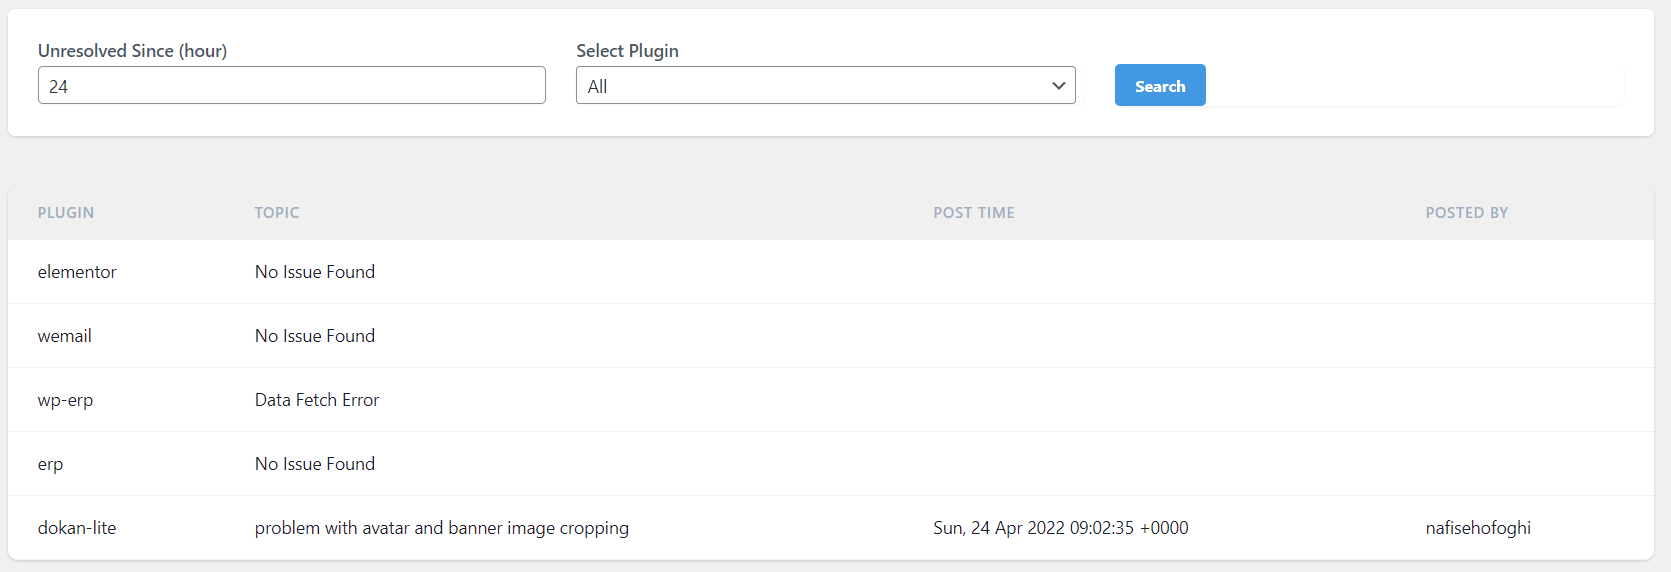 Unresolved Since (hour) Select Plugin
24 All Search
PLUGIN TOPIC POST TIME POSTED BY
elementor No Issue Found
wemail No Issue Found
wp-erp Data Fetch Error
erp No Issue Found
dokan-lite problem with avatar and banner image cropping Sun, 24 Apr 2022 09:02:35 +0000 nafisehofoghi